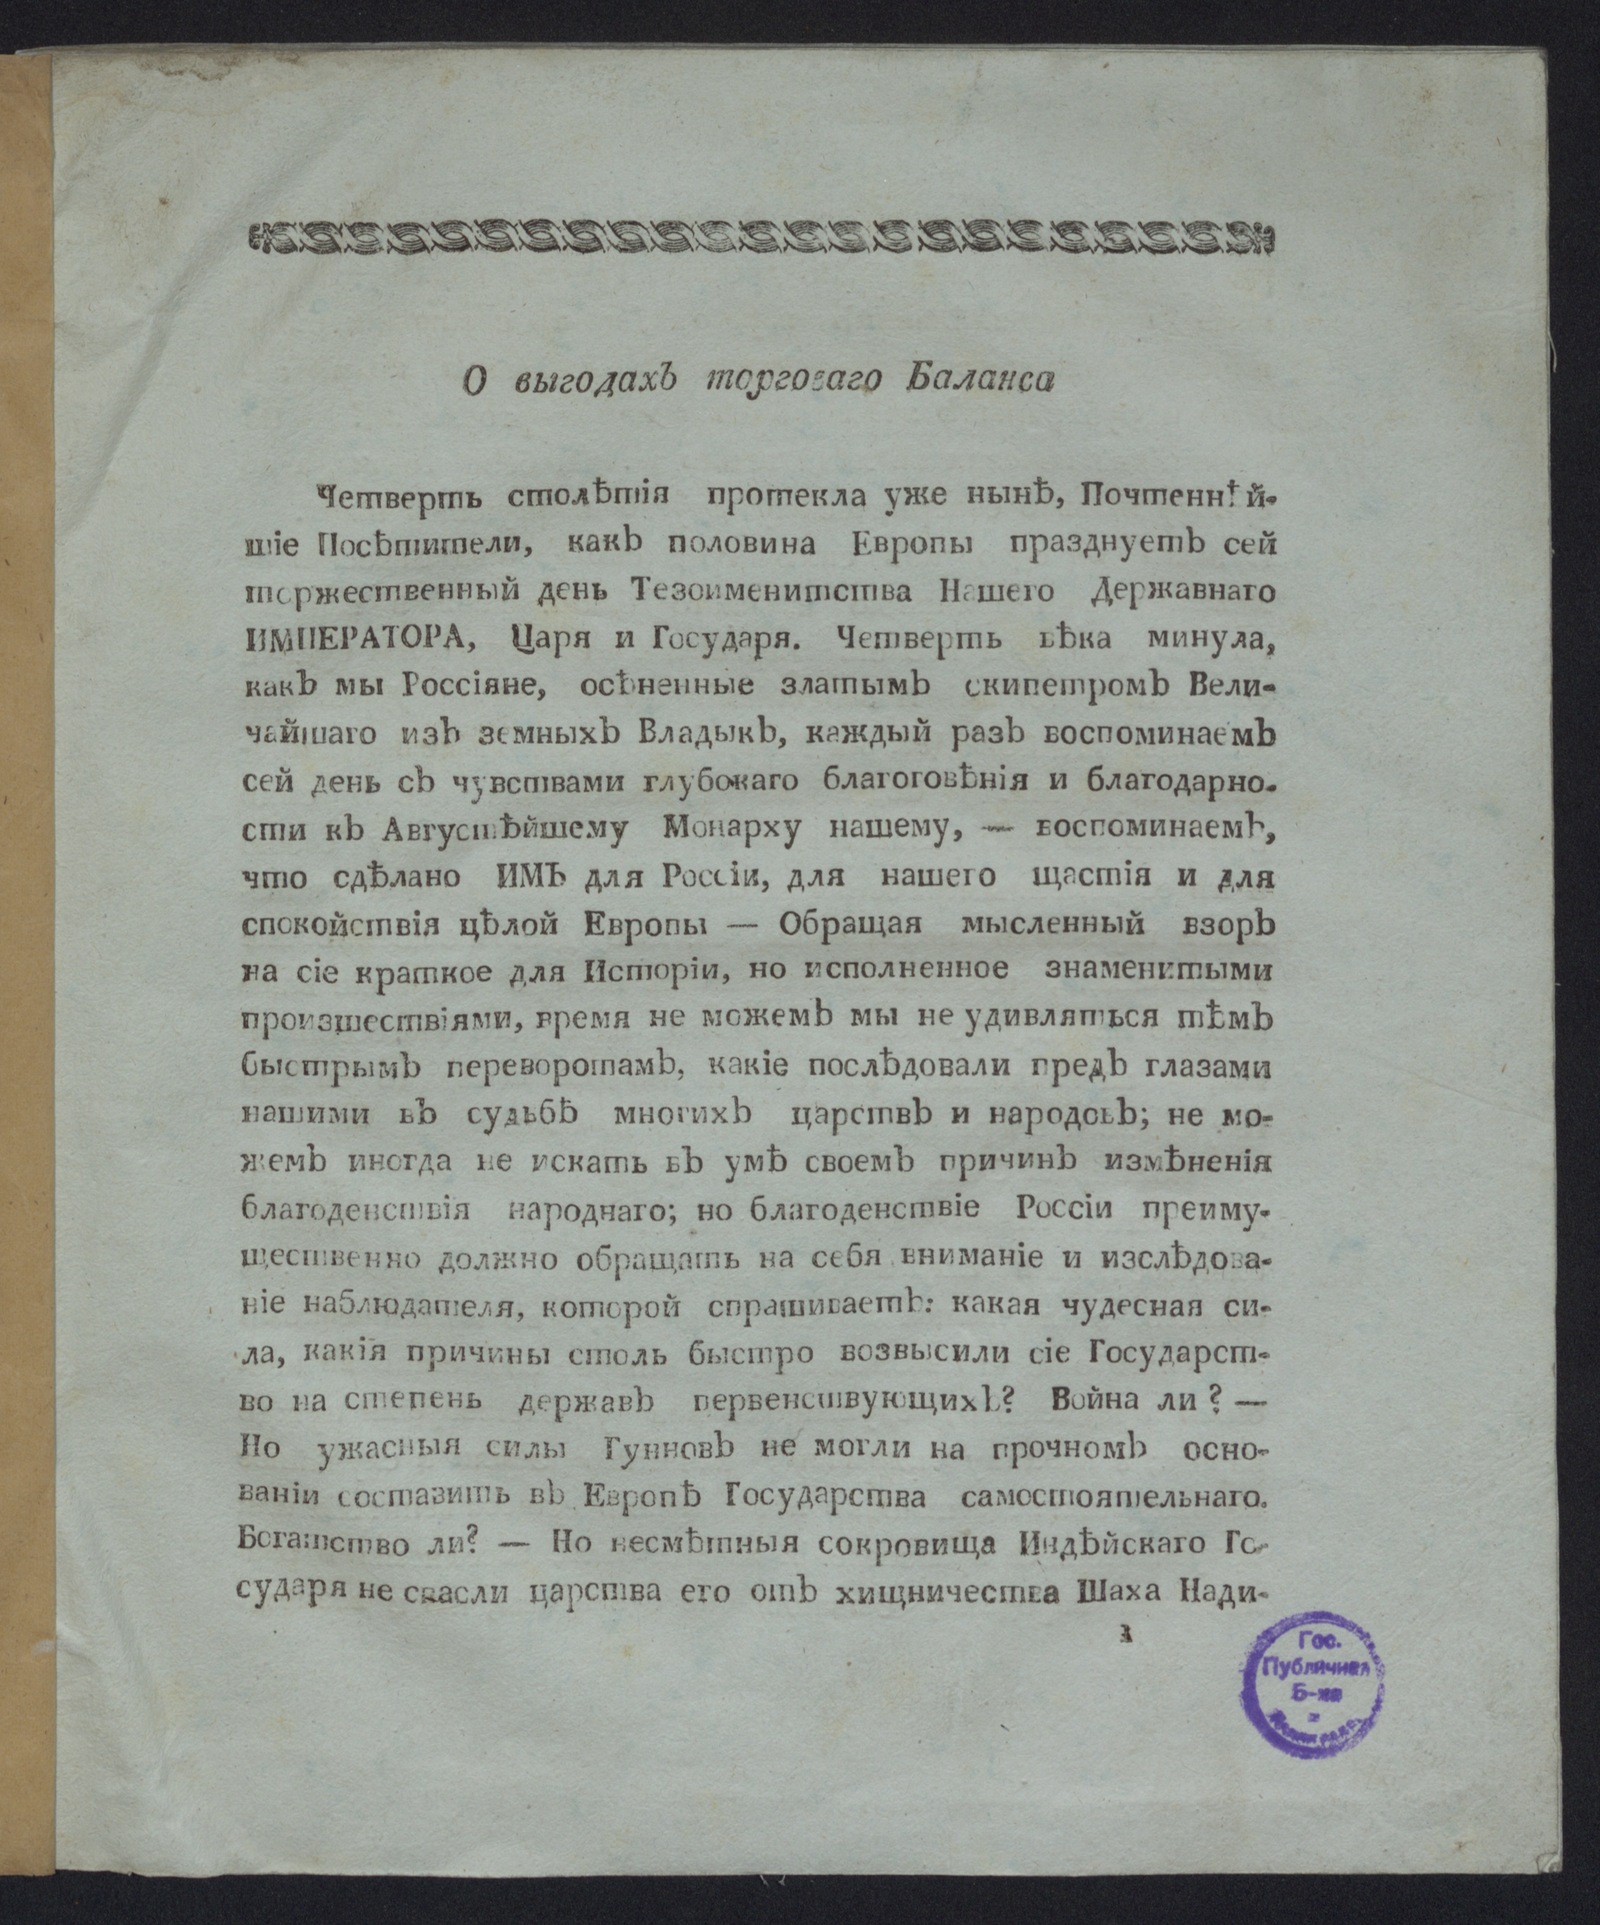 О выгодахъ торговаго Баланса
Четверть столѣтія протекла уже нынѣ, Почтеннѣй-
шіе Посѣтители, какъ половина Европы празднуетъ сей
торжественный день Тезоименитства Нашего Державнаго
ИМПЕРАТОРА, Царя и Государя. Четверть вѣка минула,
какъ мы Россіяне, осѣненные златымъ скипетромъ Вели-
чайшаго изъ земныхъ Владыкъ, каждый разъ воспоминаемъ
сей день съ чувствами глубокаго благоговѣнія и благодарно-
сти къ Августѣйшему Монарху нашему, — воспоминаемъ,
что сдѣлано ИМЪ для Россіи, для нашего щастія и для
спокойствія цѣлой Европы — Обращая мысленный взоръ
на сіе краткое для Исторіи, но исполненное знаменитыми
произшествіями, время не можемъ мы не удивляться тѣмъ
быстрымъ переворотамъ, какіе послѣдовали предъ глазами
нашими въ судьбѣ многихъ царствъ и народовъ; не мо-
жемъ иногда не искать въ умѣ своемъ причинъ измѣненія
благоденствія народнаго; но благоденствіе Россіи преиму-
щественно должно обращать на себя вниманіе и изслѣдова-
ніе наблюдателя, которой спрашиваетъ: какая чудесная си-
ла, какія причины столь быстро возвысили сіе Государст-
во на степень державъ первенствующихъ? Война ли? —
Но ужасныя силы Гунновъ не могли на прочномъ осно-
ваніи составить въ Европѣ Государства самостоятельнаго.
Богатство ли? — Но несмѣтныя сокровища Индѣйскаго Го-
сударя не спасли царства его отъ хищничества Шаха Нади-
Гос.
Публичная
Б-ка